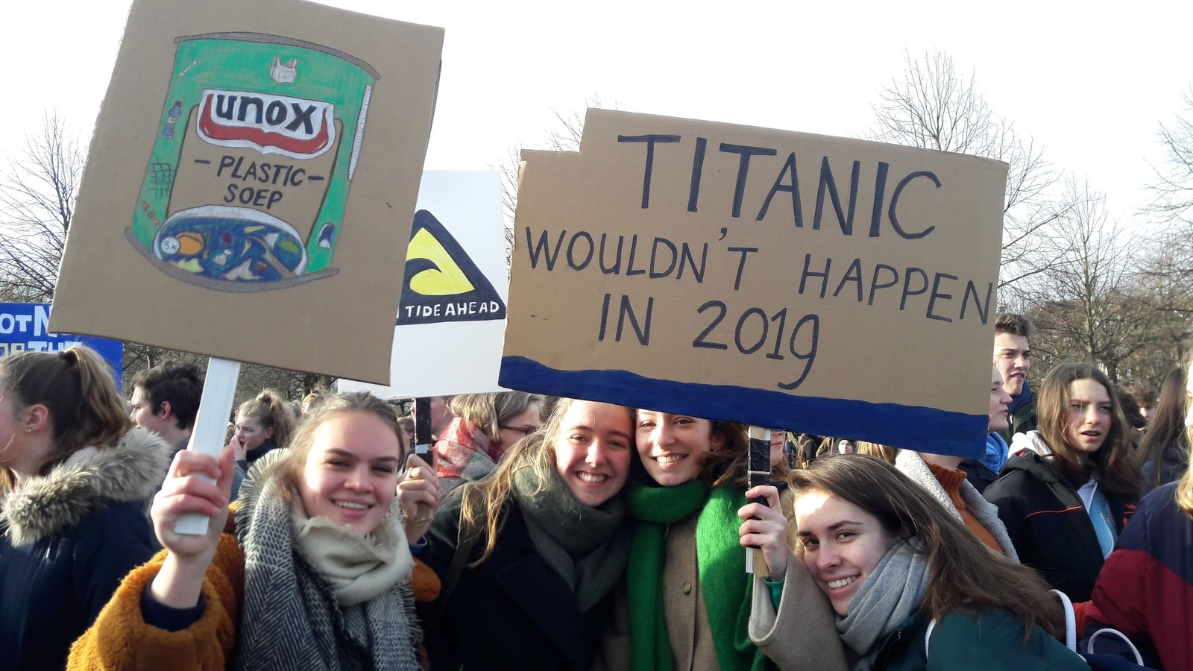 unox
- PLASTIC -
SOEP
TIDE AHEAD
TITANIC
WOULDN'T HAPPEN
IN 2019